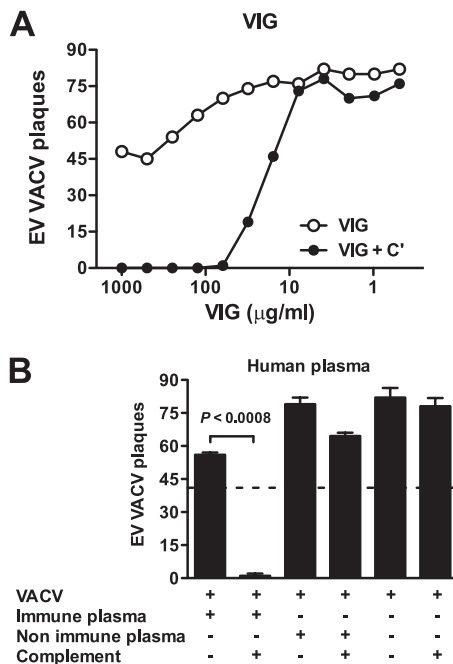 A
VIG
EV VACV plaques
90
75
60
45
30
15
0
VIG
VIG + C'
1000
100
10
1
VIG (μg/ml)
B
Human plasma
EV VACV plaques
90
75
60
45
30
15
0
P < 0.0008
VACV + + + + + +
Immune plasma + + - - - -
Non immune plasma - - + + - -
Complement - + - + - +